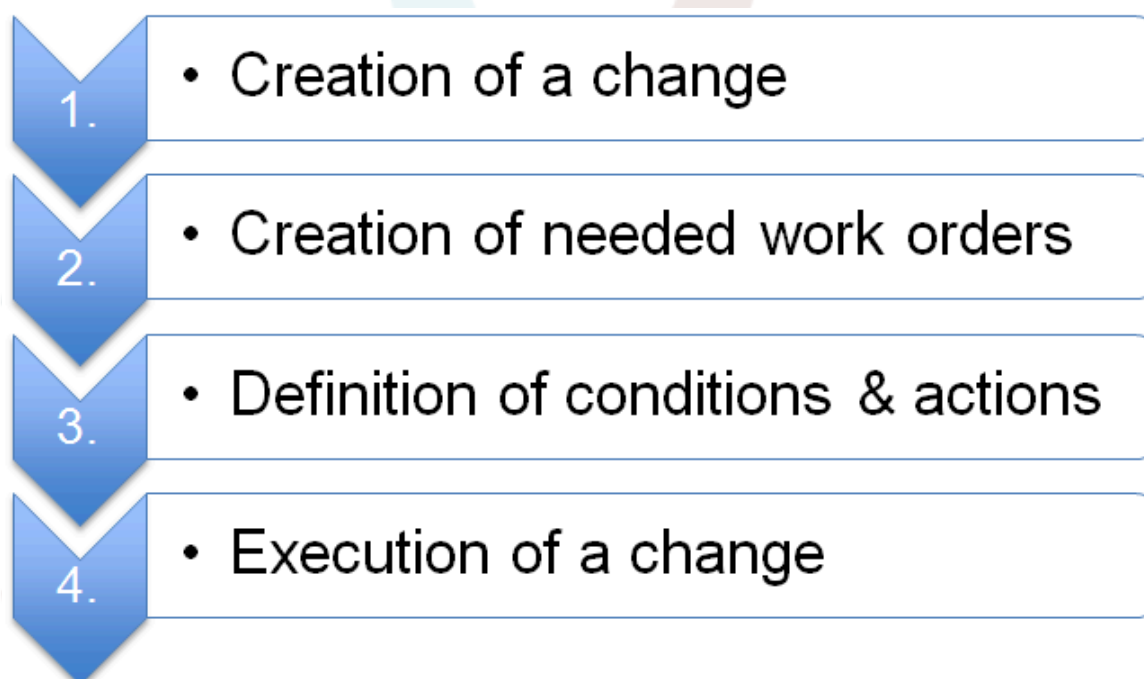 1. • Creation of a change
2. • Creation of needed work orders
3. • Definition of conditions & actions
4. • Execution of a change